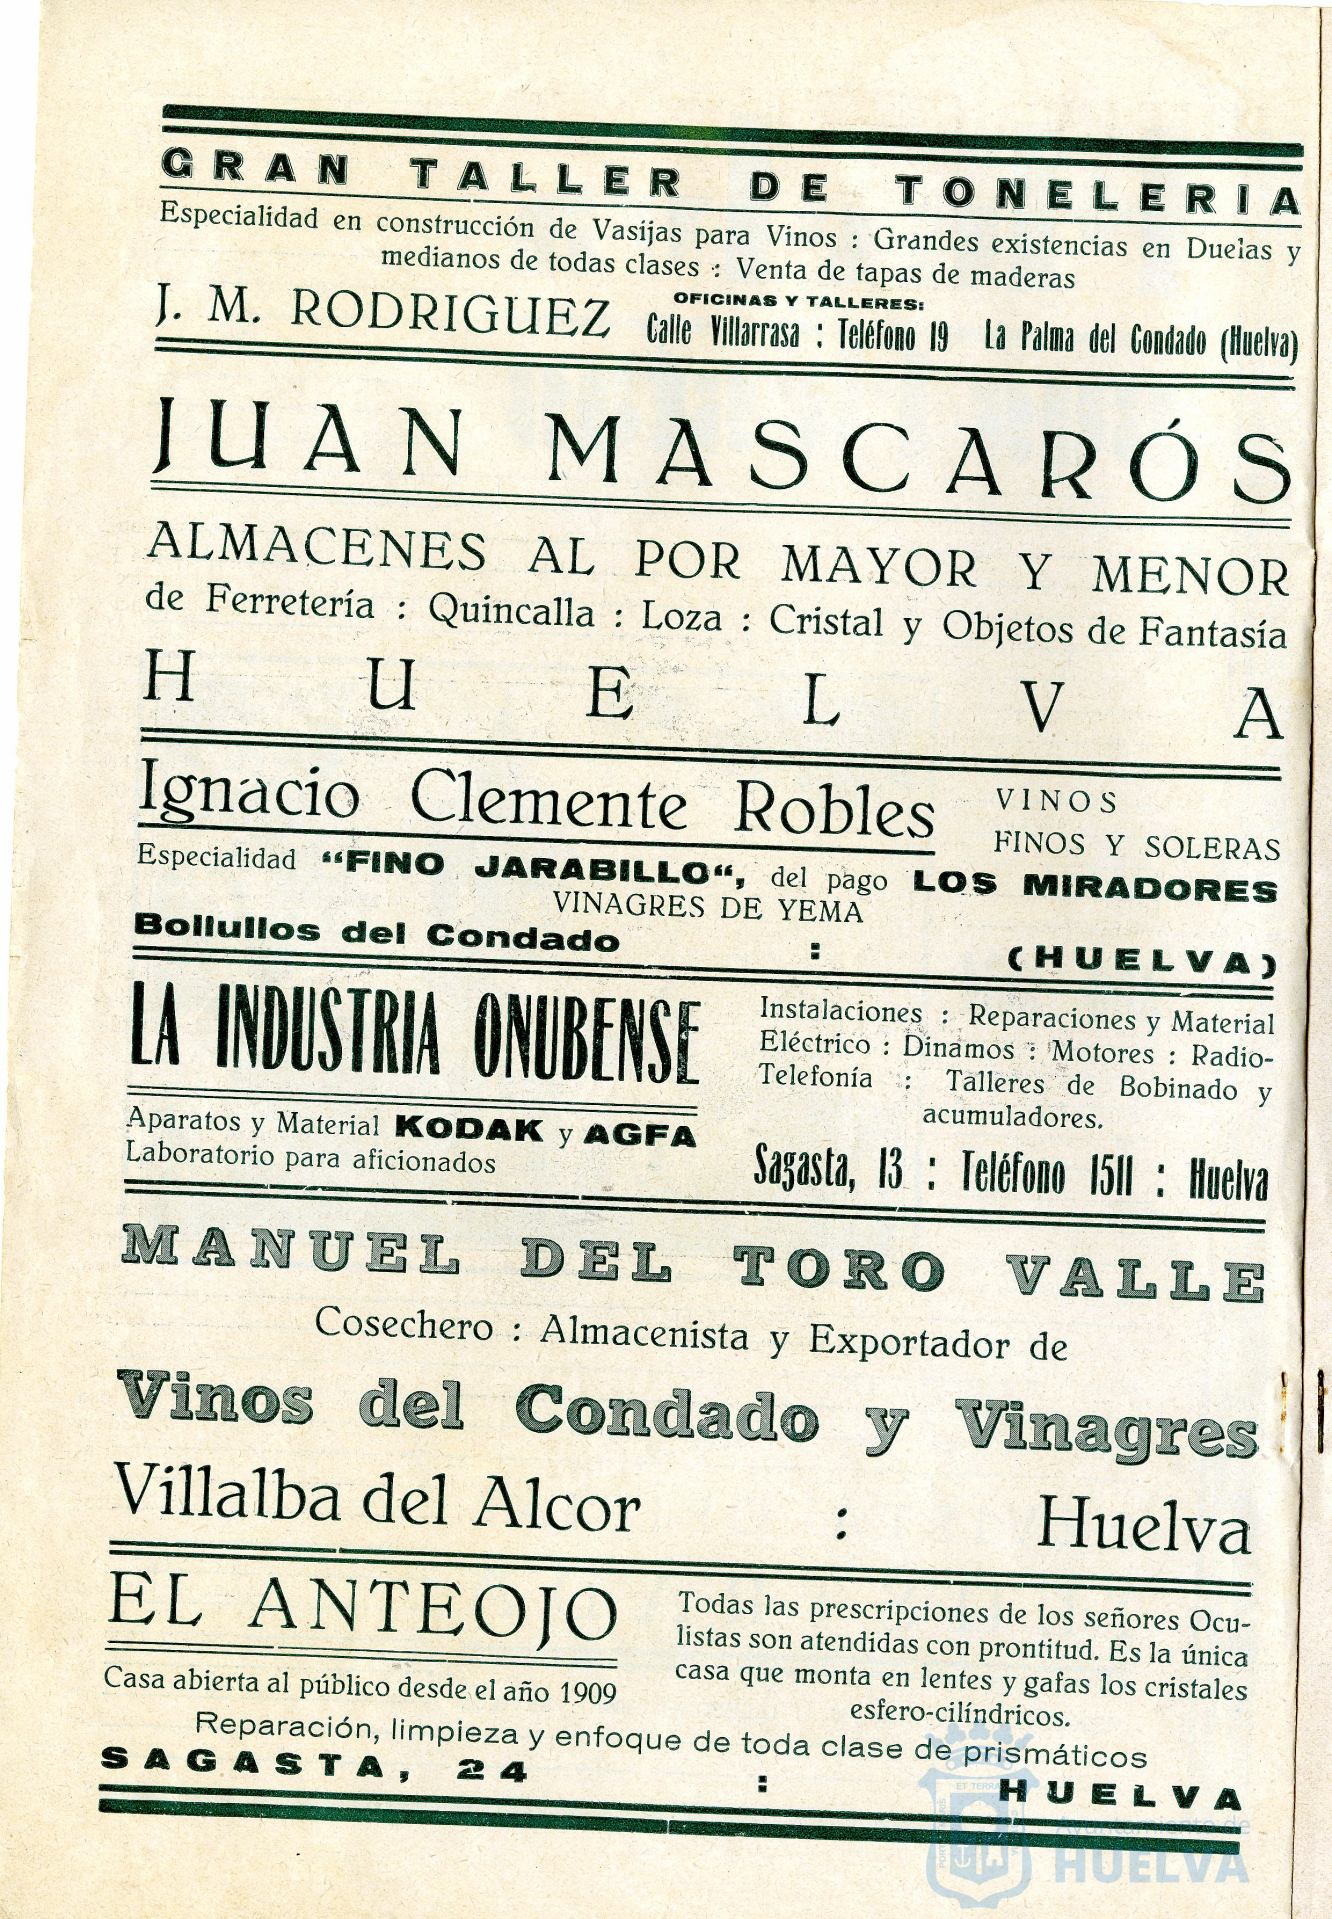 GRAN TALLER DE TONELERIA
Especialidad en construcción de Vasijas para Vinos : Grandes existencias en Duelas y
medianos de todas clases : Venta de tapas de maderas
J. M. RODRIGUEZ
OFICINAS Y TALLERES:
Calle Villarrasa : Teléfono 19 La Palma del Condado (Huelva)
JUAN MASCARÓS
ALMACENES AL POR MAYOR Y MENOR
de Ferretería : Quincalla : Loza : Cristal y Objetos de Fantasía
HUELVA
Ignacio Clemente Robles
VINOS
FINOS Y SOLERAS
Especialidad “FINO JARABILLO“, del pago LOS MIRADORES
VINAGRES DE YEMA
Bollullos del Condado : (HUELVA)
LA INDUSTRIA ONUBENSE
Aparatos y Material KODAK y AGFA
Laboratorio para aficionados
Instalaciones : Reparaciones y Material
Eléctrico : Dinamos : Motores : Radio-
Telefonía : Talleres de Bobinado y
acumuladores.
Sagasta, 13 : Teléfono 1511 : Huelva
MANUEL DEL TORO VALLE
Cosechero : Almacenista y Exportador de
Vinos del Condado y Vinagres
Villalba del Alcor : Huelva
EL ANTEOJO
Casa abierta al público desde el año 1909
Todas las prescripciones de los señores Ocu-
listas son atendidas con prontitud. Es la única
casa que monta en lentes y gafas los cristales
esfero-cilíndricos.
Reparación, limpieza y enfoque de toda clase de prismáticos
SAGASTA, 24 : HUELVA
ET TERRA
Ayuntamiento de
HUELVA